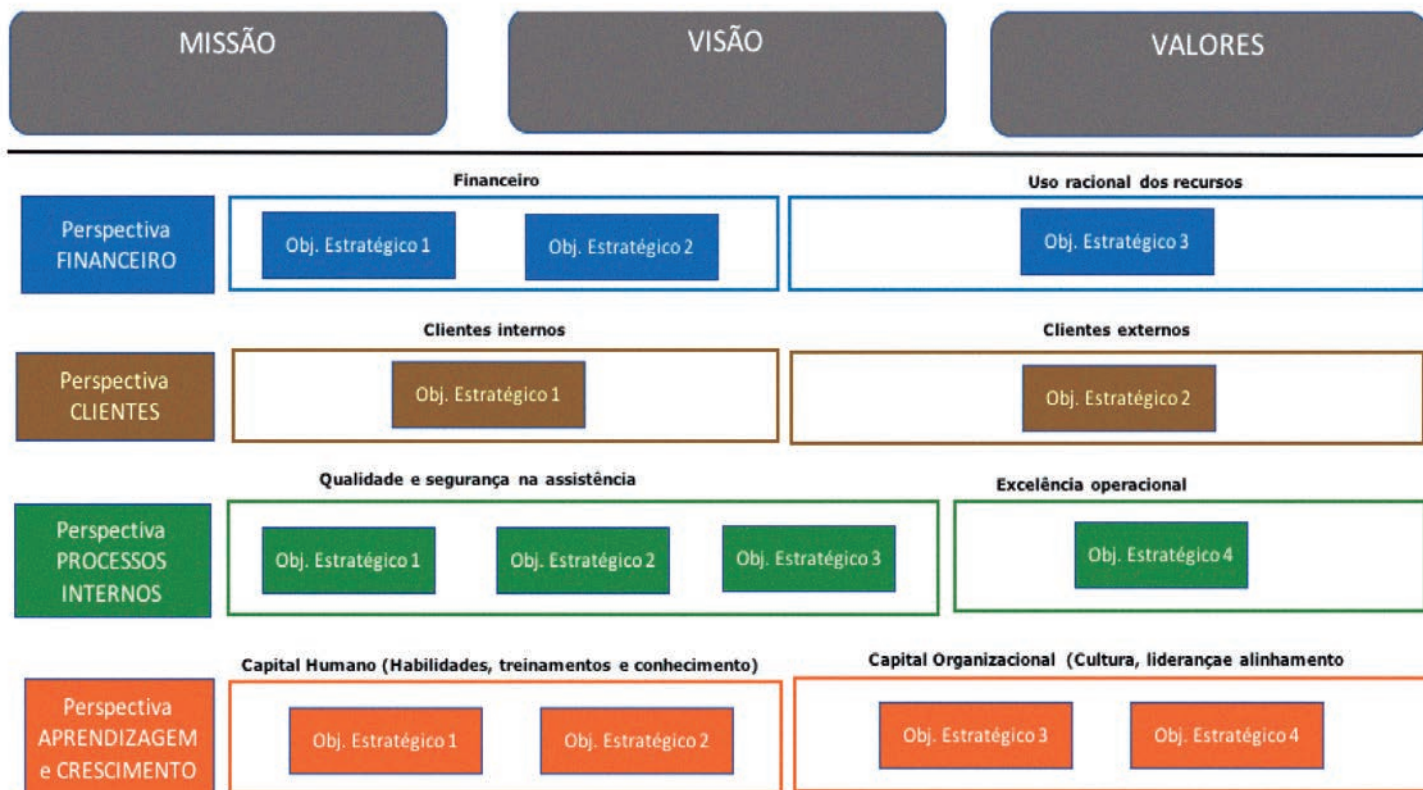 MISSÃO
VISÃO
VALORES
Financeiro
Uso racional dos recursos
Perspectiva
FINANCEIRO
Obj. Estratégico 1
Obj. Estratégico 2
Obj. Estratégico 3
Clientes internos
Clientes externos
Perspectiva
CLIENTES
Obj. Estratégico 1
Obj. Estratégico 2
Qualidade e segurança na assistência
Excelência operacional
Perspectiva
PROCESSOS
INTERNOS
Obj. Estratégico 1
Obj. Estratégico 2
Obj. Estratégico 3
Obj. Estratégico 4
Capital Humano (Habilidades, treinamentos e conhecimento)
Capital Organizacional (Cultura, liderançae alinhamento
Perspectiva
APRENDIZAGEM
e CRESCIMENTO
Obj. Estratégico 1
Obj. Estratégico 2
Obj. Estratégico 3
Obj. Estratégico 4